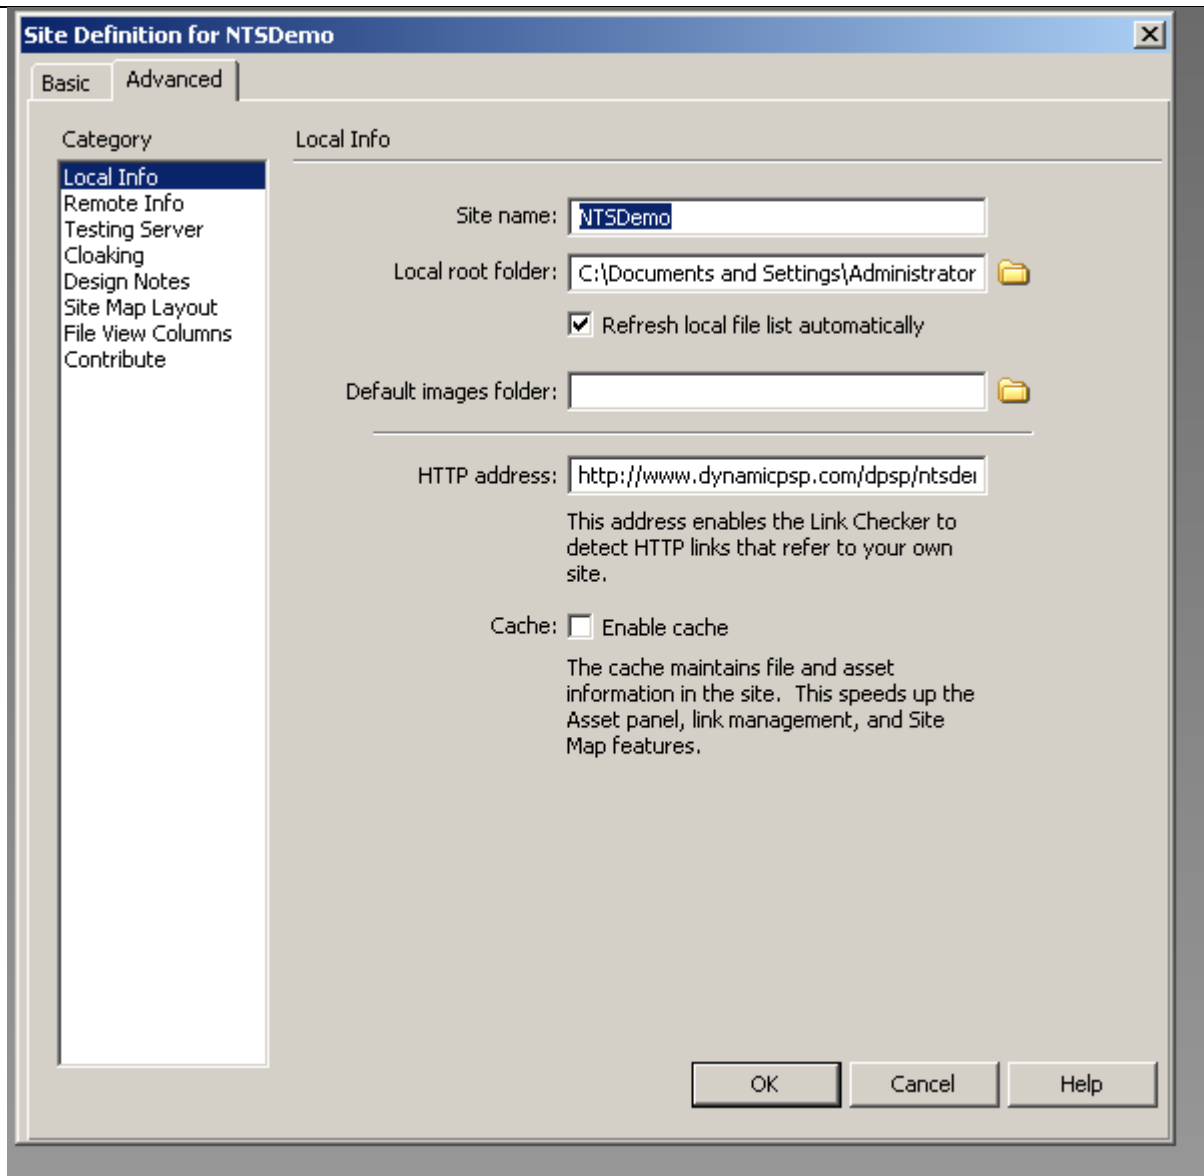 Site Definition for NTSDemo
Basic
Advanced
Category
Local Info
Remote Info
Testing Server
Cloaking
Design Notes
Site Map Layout
File View Columns
Contribute
Local Info
Site name: NTSDemo
Local root folder: C:\Documents and Settings\Administrator
Refresh local file list automatically
Default images folder:
HTTP address: http://www.dynamicpsp.com/dpsp/ntsde
This address enables the Link Checker to
detect HTTP links that refer to your own
site.
Cache: Enable cache
The cache maintains file and asset
information in the site. This speeds up the
Asset panel, link management, and Site
Map features.
OK Cancel Help